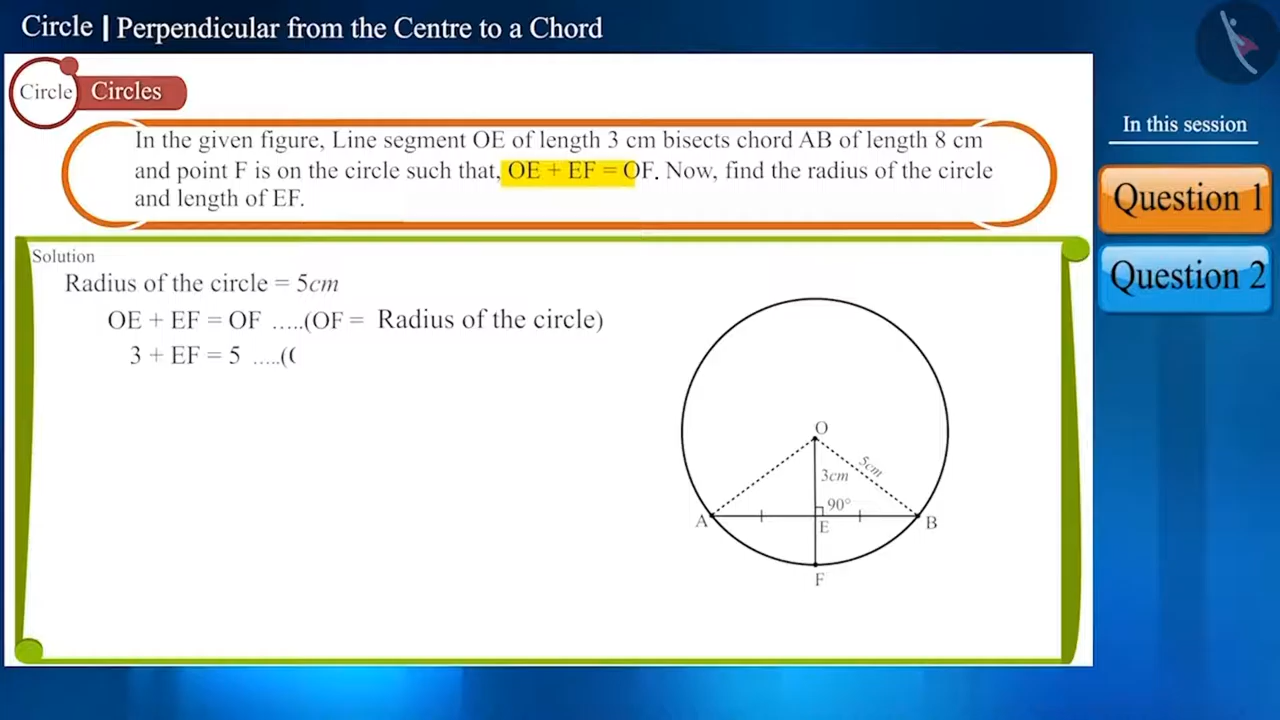 Circle | Perpendicular from the Centre to a Chord
Circle Circles
In this session
In the given figure, Line segment OE of length 3 cm bisects chord AB of length 8 cm
and point F is on the circle such that, OE + EF = OF. Now, find the radius of the circle
and length of EF.
Question 1
Question 2
Solution
Radius of the circle = 5cm
OE + EF = OF .....(OF = Radius of the circle)
3 + EF = 5 .....(
O
5cm
3cm
90°
A
E
B
F